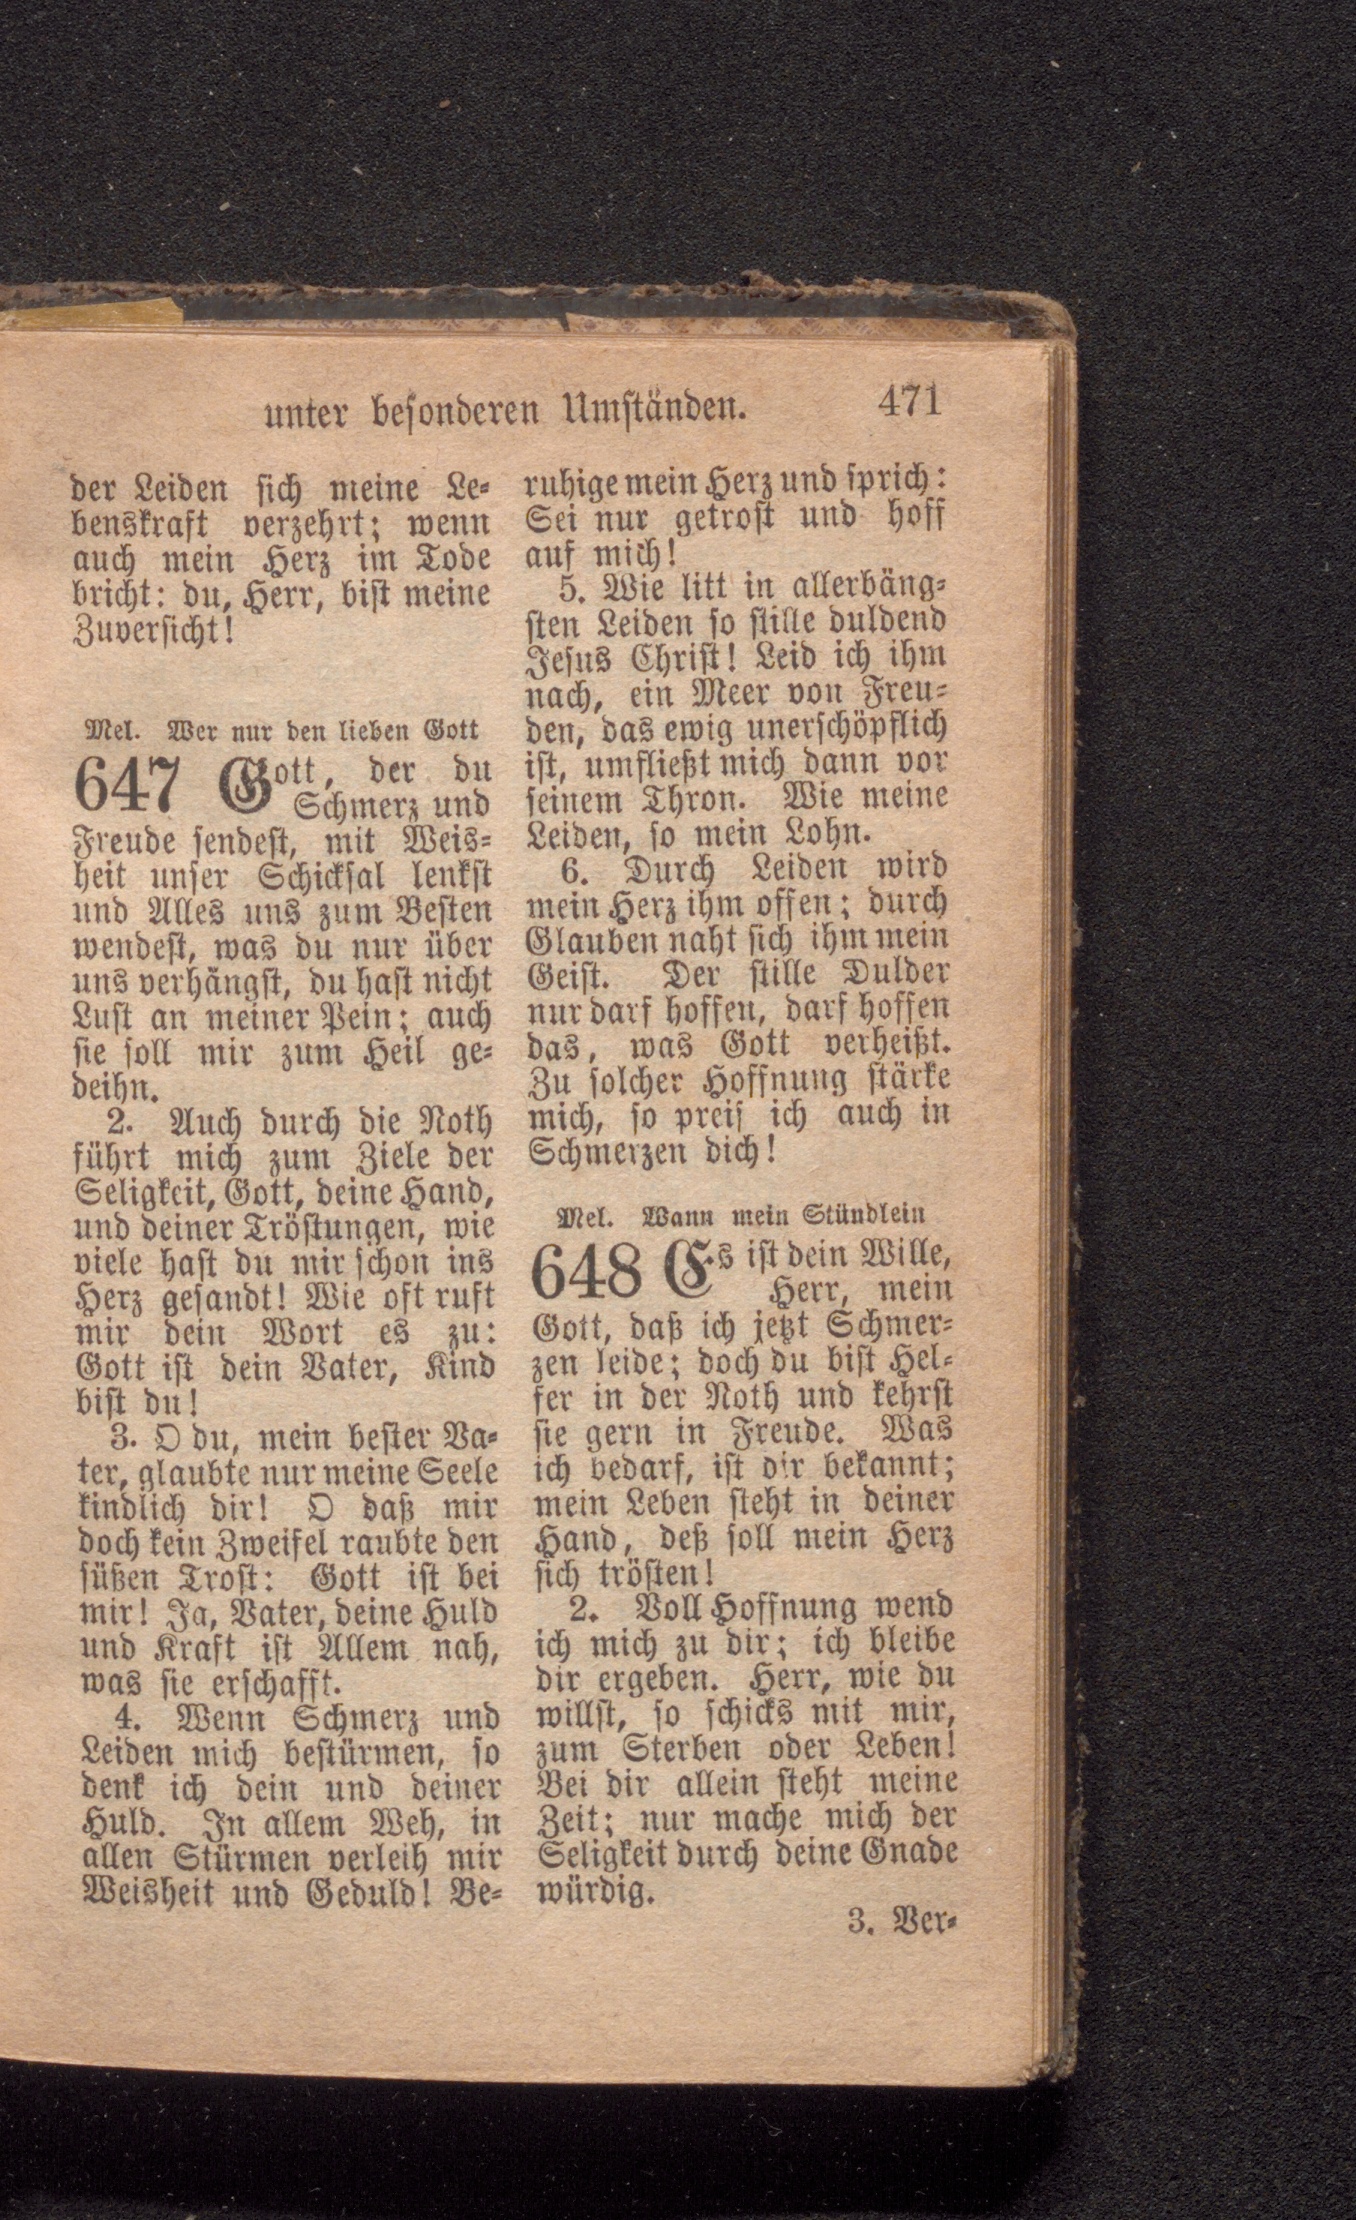 unter besonderen Umständen. 471
der Leiden sich meine Le-
benskraft verzehrt; wenn
auch mein Herz im Tode
bricht: du, Herr, bist meine
Zuversicht!
Mel. Wer nur den lieben Gott
647 Gott, der du
Schmerz und
Freude sendest, mit Weis-
heit unser Schicksal lenkst
und Alles uns zum Besten
wendest, was du nur über
uns verhängst, du hast nicht
Lust an meiner Pein; auch
sie soll mir zum Heil ge-
deihn.
2. Auch durch die Noth
führt mich zum Ziele der
Seligkeit, Gott, deine Hand,
und deiner Tröstungen, wie
viele hast du mir schon ins
Herz gesandt! Wie oft ruft
mir dein Wort es zu:
Gott ist dein Vater, Kind
bist du!
3. O du, mein bester Va-
ter, glaubte nur meine Seele
kindlich dir! O daß mir
doch kein Zweifel raubte den
süßen Trost: Gott ist bei
mir! Ja, Vater, deine Huld
und Kraft ist Allem nah,
was sie erschafft.
4. Wenn Schmerz und
Leiden mich bestürmen, so
denk ich dein und deiner
Huld. In allem Weh, in
allen Stürmen verleih mir
Weisheit und Geduld! Be-
ruhige mein Herz und sprich:
Sei nur getrost und hoff
auf mich!
5. Wie litt in allerbäng-
sten Leiden so stille duldend
Jesus Christ! Leid ich ihm
nach, ein Meer von Freu-
den, das ewig unerschöpflich
ist, umfließt mich dann vor
seinem Thron. Wie meine
Leiden, so mein Lohn.
6. Durch Leiden wird
mein Herz ihm offen; durch
Glauben naht sich ihm mein
Geist. Der stille Dulder
nur darf hoffen, darf hoffen
das, was Gott verheißt.
Zu solcher Hoffnung stärke
mich, so preis ich auch in
Schmerzen dich!
Mel. Wann mein Stündlein
648 Es ist dein Wille,
Herr, mein
Gott, daß ich jetzt Schmer-
zen leide; doch du bist Hel-
fer in der Noth und kehrst
sie gern in Freude. Was
ich bedarf, ist dir bekannt;
mein Leben steht in deiner
Hand, deß soll mein Herz
sich trösten!
2. Voll Hoffnung wend
ich mich zu dir; ich bleibe
dir ergeben. Herr, wie du
willst, so schicks mit mir,
zum Sterben oder Leben!
Bei dir allein steht meine
Zeit; nur mache mich der
Seligkeit durch deine Gnade
würdig.
3. Ver-